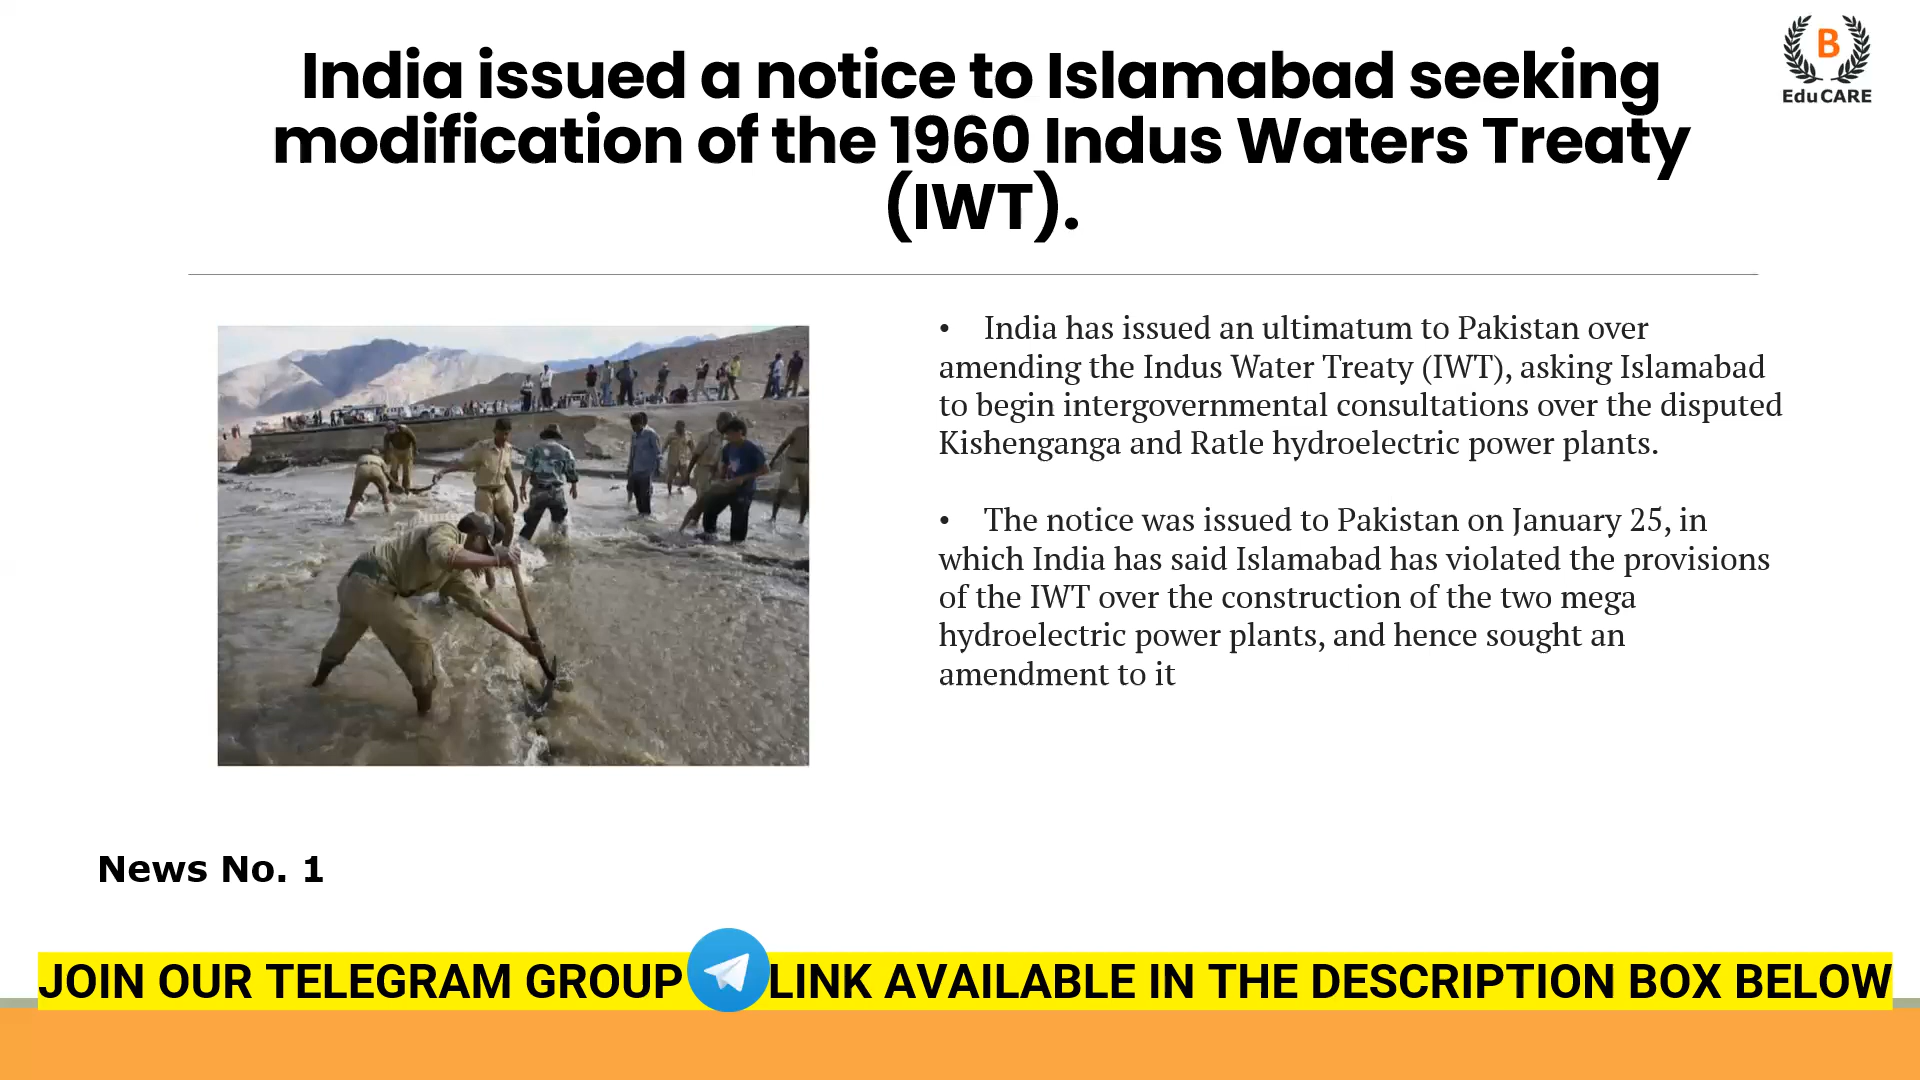 B
EduCARE
India issued a notice to Islamabad seeking
modification of the 1960 Indus Waters Treaty
(IWT).
• India has issued an ultimatum to Pakistan over
amending the Indus Water Treaty (IWT), asking Islamabad
to begin intergovernmental consultations over the disputed
Kishenganga and Ratle hydroelectric power plants.
• The notice was issued to Pakistan on January 25, in
which India has said Islamabad has violated the provisions
of the IWT over the construction of the two mega
hydroelectric power plants, and hence sought an
amendment to it
News No. 1
JOIN OUR TELEGRAM GROUP LINK AVAILABLE IN THE DESCRIPTION BOX BELOW